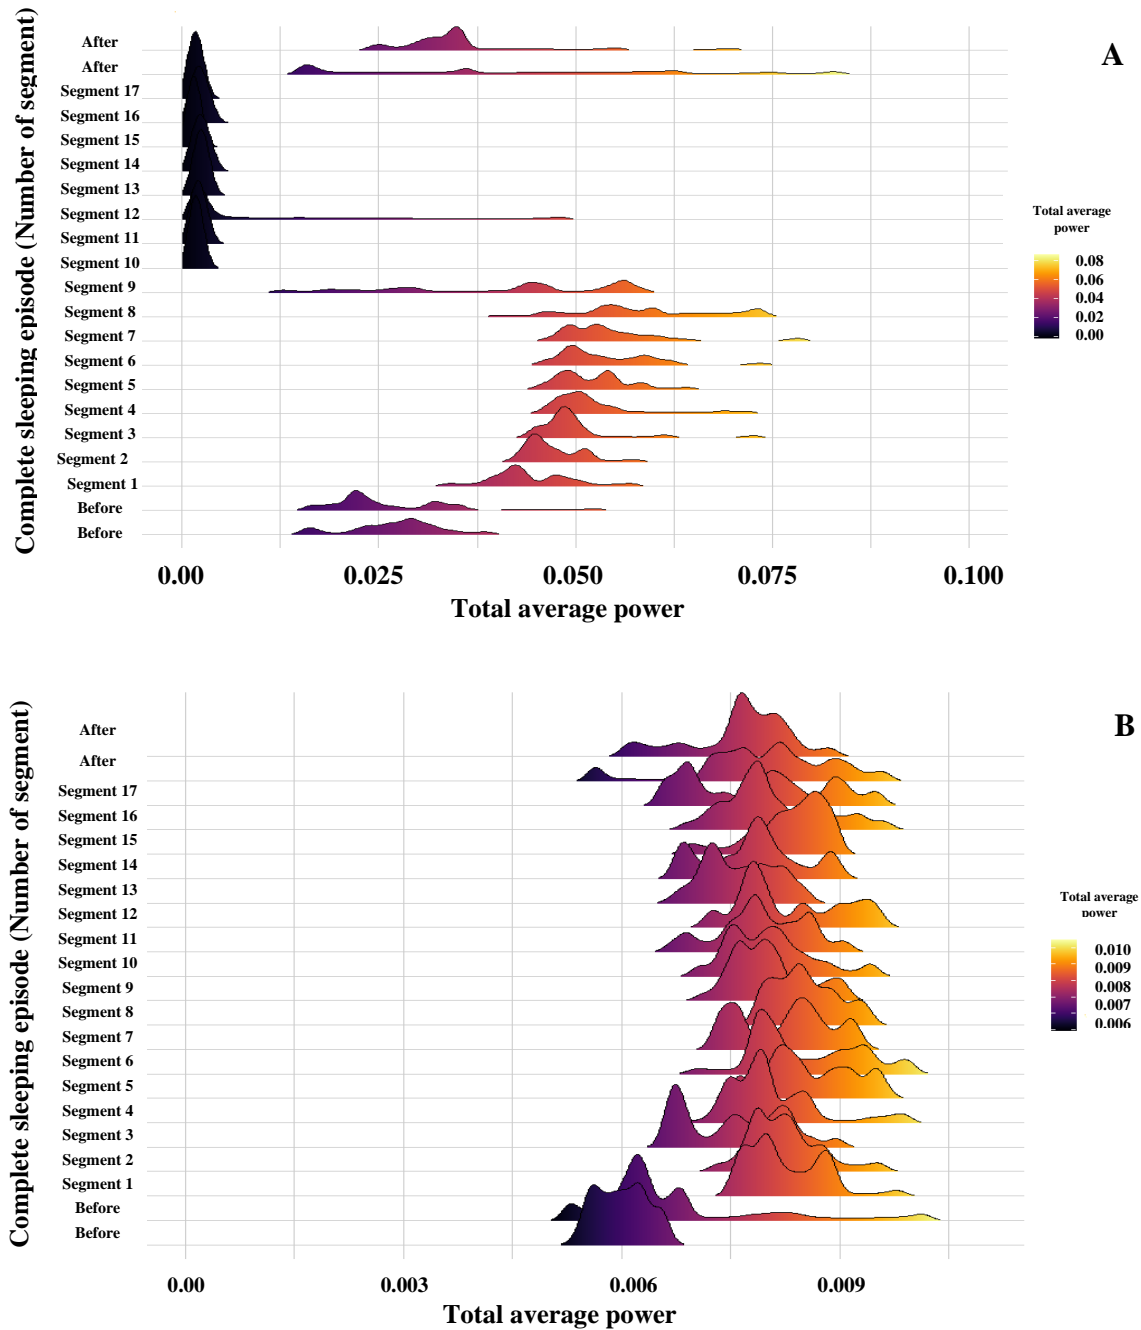 A
Complete sleeping episode (Number of segment)
After
After
Segment 17
Segment 16
Segment 15
Segment 14
Segment 13
Segment 12
Segment 11
Segment 10
Segment 9
Segment 8
Segment 7
Segment 6
Segment 5
Segment 4
Segment 3
Segment 2
Segment 1
Before
Before
0.00 0.025 0.050 0.075 0.100
Total average power
Total average
power
0.08
0.06
0.04
0.02
0.00
B
Complete sleeping episode (Number of segment)
After
After
Segment 17
Segment 16
Segment 15
Segment 14
Segment 13
Segment 12
Segment 11
Segment 10
Segment 9
Segment 8
Segment 7
Segment 6
Segment 5
Segment 4
Segment 3
Segment 2
Segment 1
Before
Before
0.00 0.003 0.006 0.009
Total average power
Total average
power
0.010
0.009
0.008
0.007
0.006